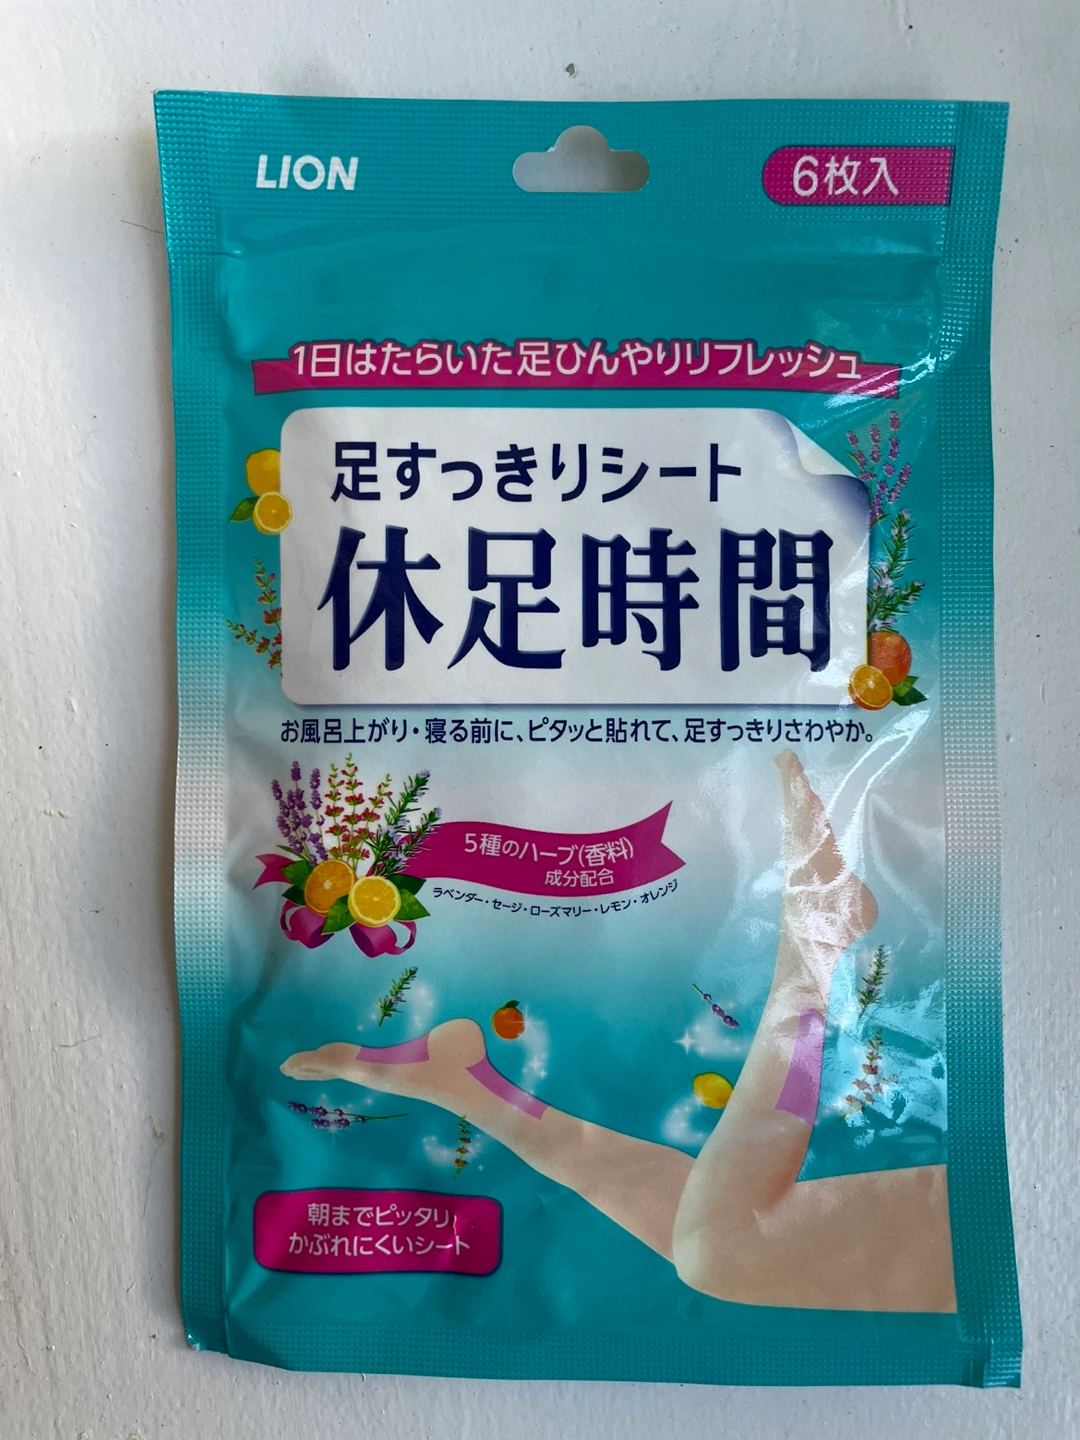 LION
6枚入
1日はたらいた足ひんやりリフレッシュ
足すっきりシート
休足時間
お風呂上がり・寝る前に、ピタッと貼れて、足すっきりさわやか。
5種のハーブ(香料)
成分配合
ラベンダー・セージ・ローズマリー・レモン・オレンジ
朝までピッタリ
かぶれにくいシート